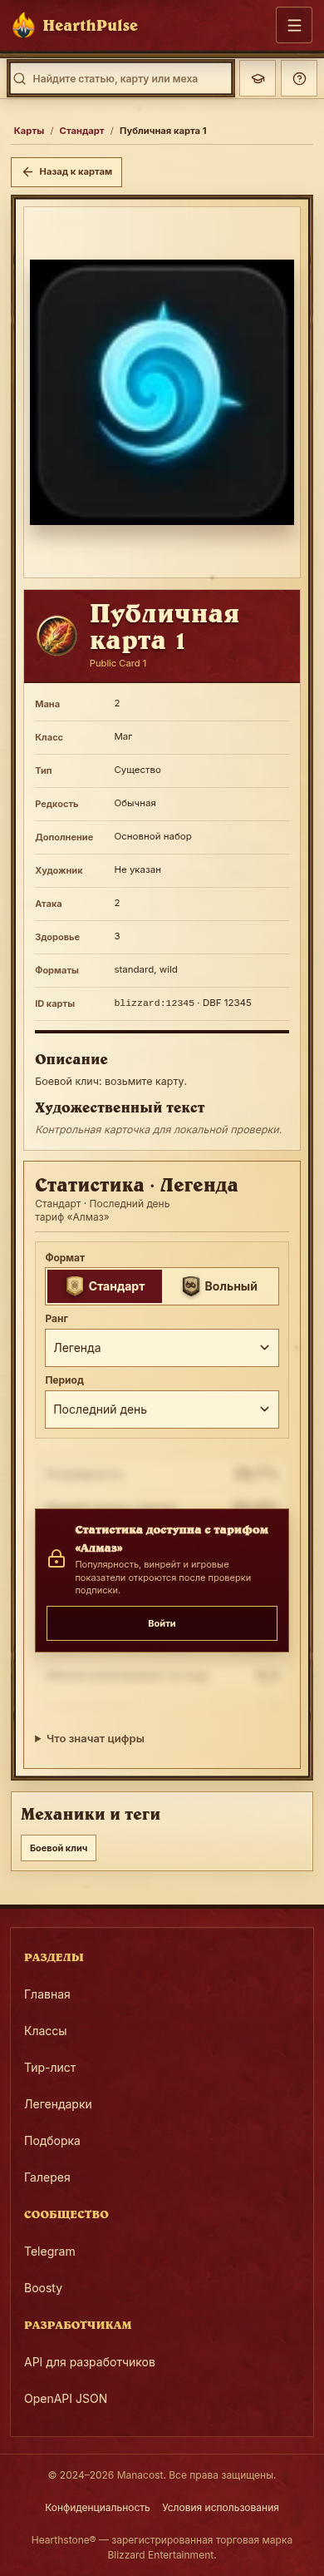 HearthPulse
Найдите статью, карту или меха
Карты / Стандарт / Публичная карта 1
Назад к картам
Публичная
карта 1
Public Card 1
Мана 2
Класс Маг
Тип Существо
Редкость Обычная
Дополнение Основной набор
Художник Не указан
Атака 2
Здоровье 3
Форматы standard, wild
ID карты blizzard:12345 · DBF 12345
Описание
Боевой клич: возьмите карту.
Художественный текст
Контрольная карточка для локальной проверки.
Статистика · Легенда
Стандарт · Последний день
тариф «Алмаз»
Формат
Стандарт Вольный
Ранг
Легенда
Период
Последний день
Статистика доступна с тарифом
«Алмаз»
Популярность, винрейт и игровые
показатели откроются после проверки
подписки.
Войти
Что значат цифры
Механики и теги
Боевой клич
РАЗДЕЛЫ
Главная
Классы
Тир-лист
Легендарки
Подборка
Галерея
СООБЩЕСТВО
Telegram
Boosty
РАЗРАБОТЧИКАМ
API для разработчиков
OpenAPI JSON
© 2024–2026 Manacost. Все права защищены.
Конфиденциальность Условия использования
Hearthstone® — зарегистрированная торговая марка
Blizzard Entertainment.